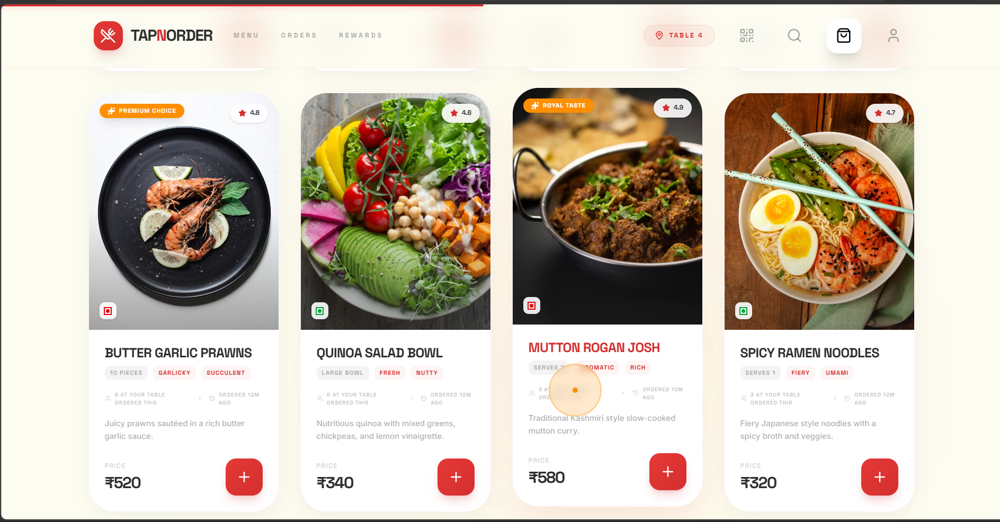 TAPNORDER
MENU
ORDERS
REWARDS
TABLE 4
PREMIUM CHOICE
4.8
BUTTER GARLIC PRAWNS
10 PIECES
GARLICKY
SUCCULENT
6 AT YOUR TABLE
ORDERED THIS
ORDERED 12M
AGO
Juicy prawns sautéed in a rich butter
garlic sauce.
PRICE
₹520
4.6
QUINOA SALAD BOWL
LARGE BOWL
FRESH
NUTTY
6 AT YOUR TABLE
ORDERED THIS
ORDERED 12M
AGO
Nutritious quinoa with mixed greens,
chickpeas, and lemon vinaigrette.
PRICE
₹340
ROYAL TASTE
4.9
MUTTON ROGAN JOSH
SERVES
RICH
3
ORDERED 12M
AGO
Traditional Kashmiri style slow-cooked
mutton curry.
PRICE
₹580
4.7
SPICY RAMEN NOODLES
SERVES 1
FIERY
UMAMI
3 AT YOUR TABLE
ORDERED THIS
ORDERED 12M
AGO
Fiery Japanese style noodles with a
spicy broth and veggies.
PRICE
₹320